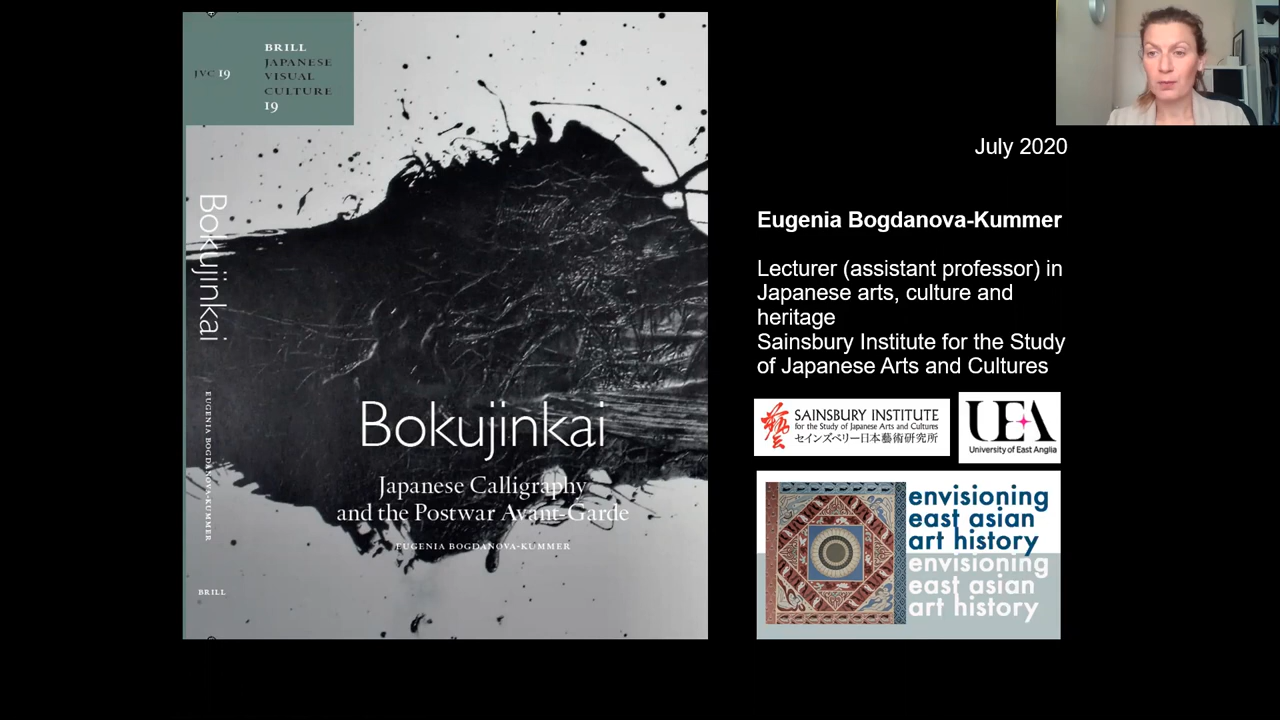 JVC 19
BRILL
JAPANESE
VISUAL
CULTURE
19
Bokujinkai
EUGENIA BOGDANOVA-KUMMER
BRILL
Bokujinkai
Japanese Calligraphy
and the Postwar Avant-Garde
EUGENIA BOGDANOVA-KUMMER
July 2020
Eugenia Bogdanova-Kummer
Lecturer (assistant professor) in
Japanese arts, culture and
heritage
Sainsbury Institute for the Study
of Japanese Arts and Cultures
SAINSBURY INSTITUTE
for the Study of Japanese Arts and Cultures
セインズベリー日本藝術研究所
UEA
University of East Anglia
envisioning
east asian
art history
envisioning
east asian
art history